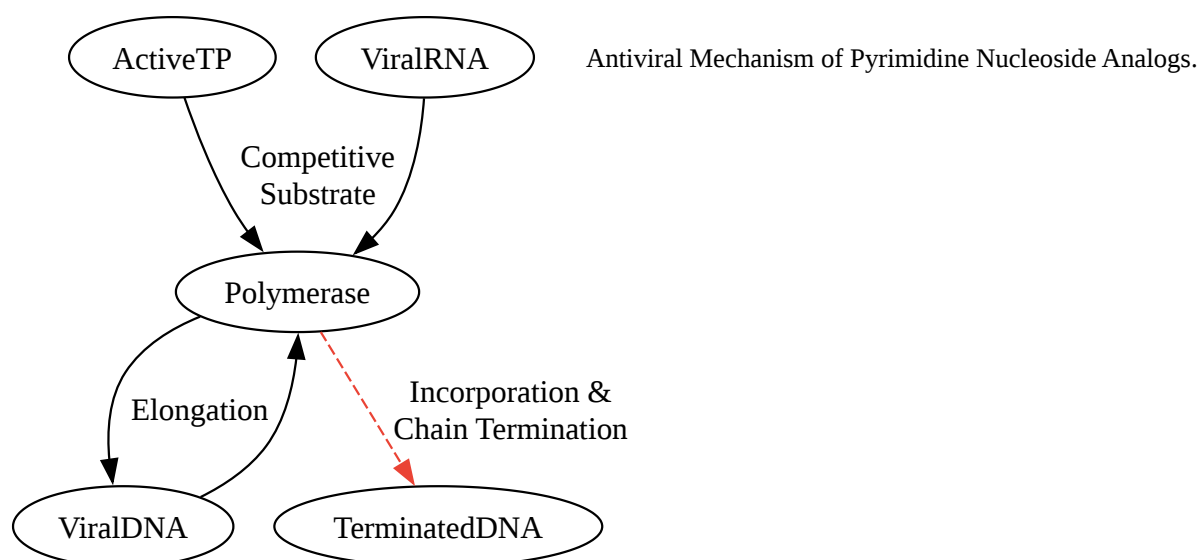 ActiveTP
ViralRNA
Antiviral Mechanism of Pyrimidine Nucleoside Analogs.
Competitive
Substrate
Polymerase
Incorporation &
Chain Termination
Elongation
ViralDNA
TerminatedDNA